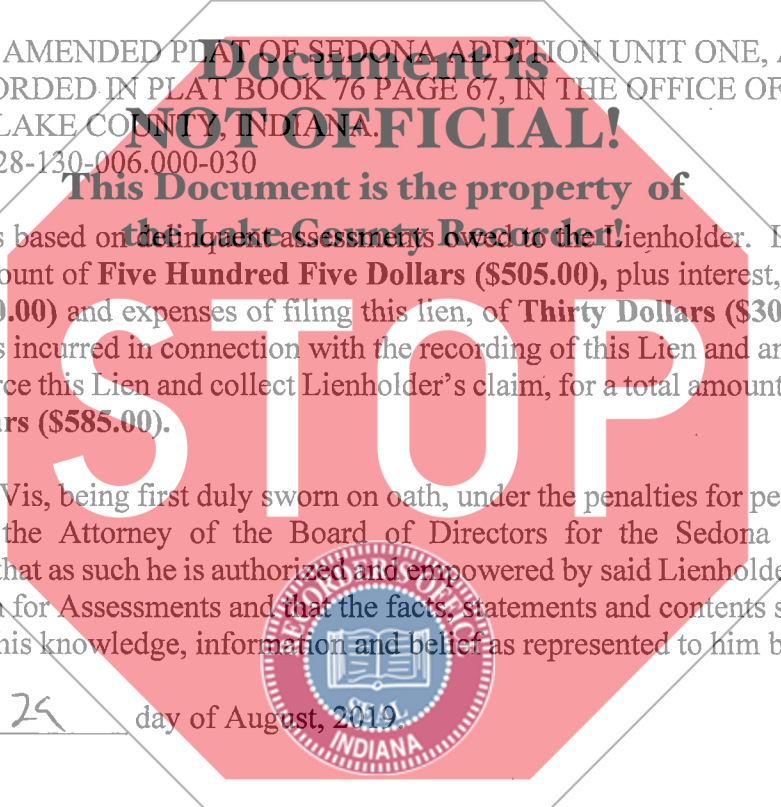 AMENDED PLAT OF SEDONA ADDITION UNIT ONE, A
ORDED IN PLAT BOOK 76 PAGE 67, IN THE OFFICE OF
LAKE COUNTY, INDIANA.
28-130-006.000-030
Document is
NOT OFFICIAL!
This Document is the property of
the Lake County Recorder!
s based on delinquent assessments owed to the Lienholder. L
ount of Five Hundred Five Dollars ($505.00), plus interest,
0.00) and expenses of filing this lien, of Thirty Dollars ($30
s incurred in connection with the recording of this Lien and an
rce this Lien and collect Lienholder's claim, for a total amount
rs ($585.00).
STOP
Vis, being first duly sworn on oath, under the penalties for pe
the Attorney of the Board of Directors for the Sedona
that as such he is authorized and empowered by said Lienholde
for Assessments and that the facts, statements and contents s
his knowledge, information and belief as represented to him b
29 day of August, 2019.
SEAL
INDIANA